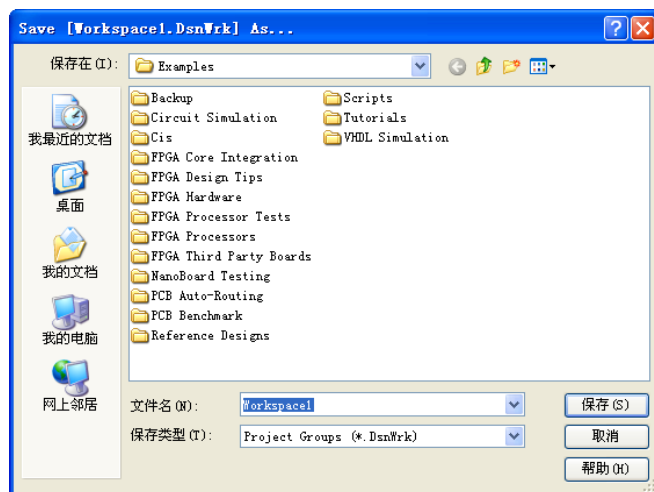 Save [Workspace1.DsnWrk] As...
保存在(I):
Examples
我最近的文档
桌面
我的文档
我的电脑
网上邻居
Backup
Circuit Simulation
Cis
FPGA Core Integration
FPGA Design Tips
FPGA Hardware
FPGA Processor Tests
FPGA Processors
FPGA Third Party Boards
NanoBoard Testing
PCB Auto-Routing
PCB Benchmark
Reference Designs
Scripts
Tutorials
VHDL Simulation
文件名(N):
Workspace1
保存(S)
保存类型(T):
Project Groups (*.DsnWrk)
取消
帮助(H)